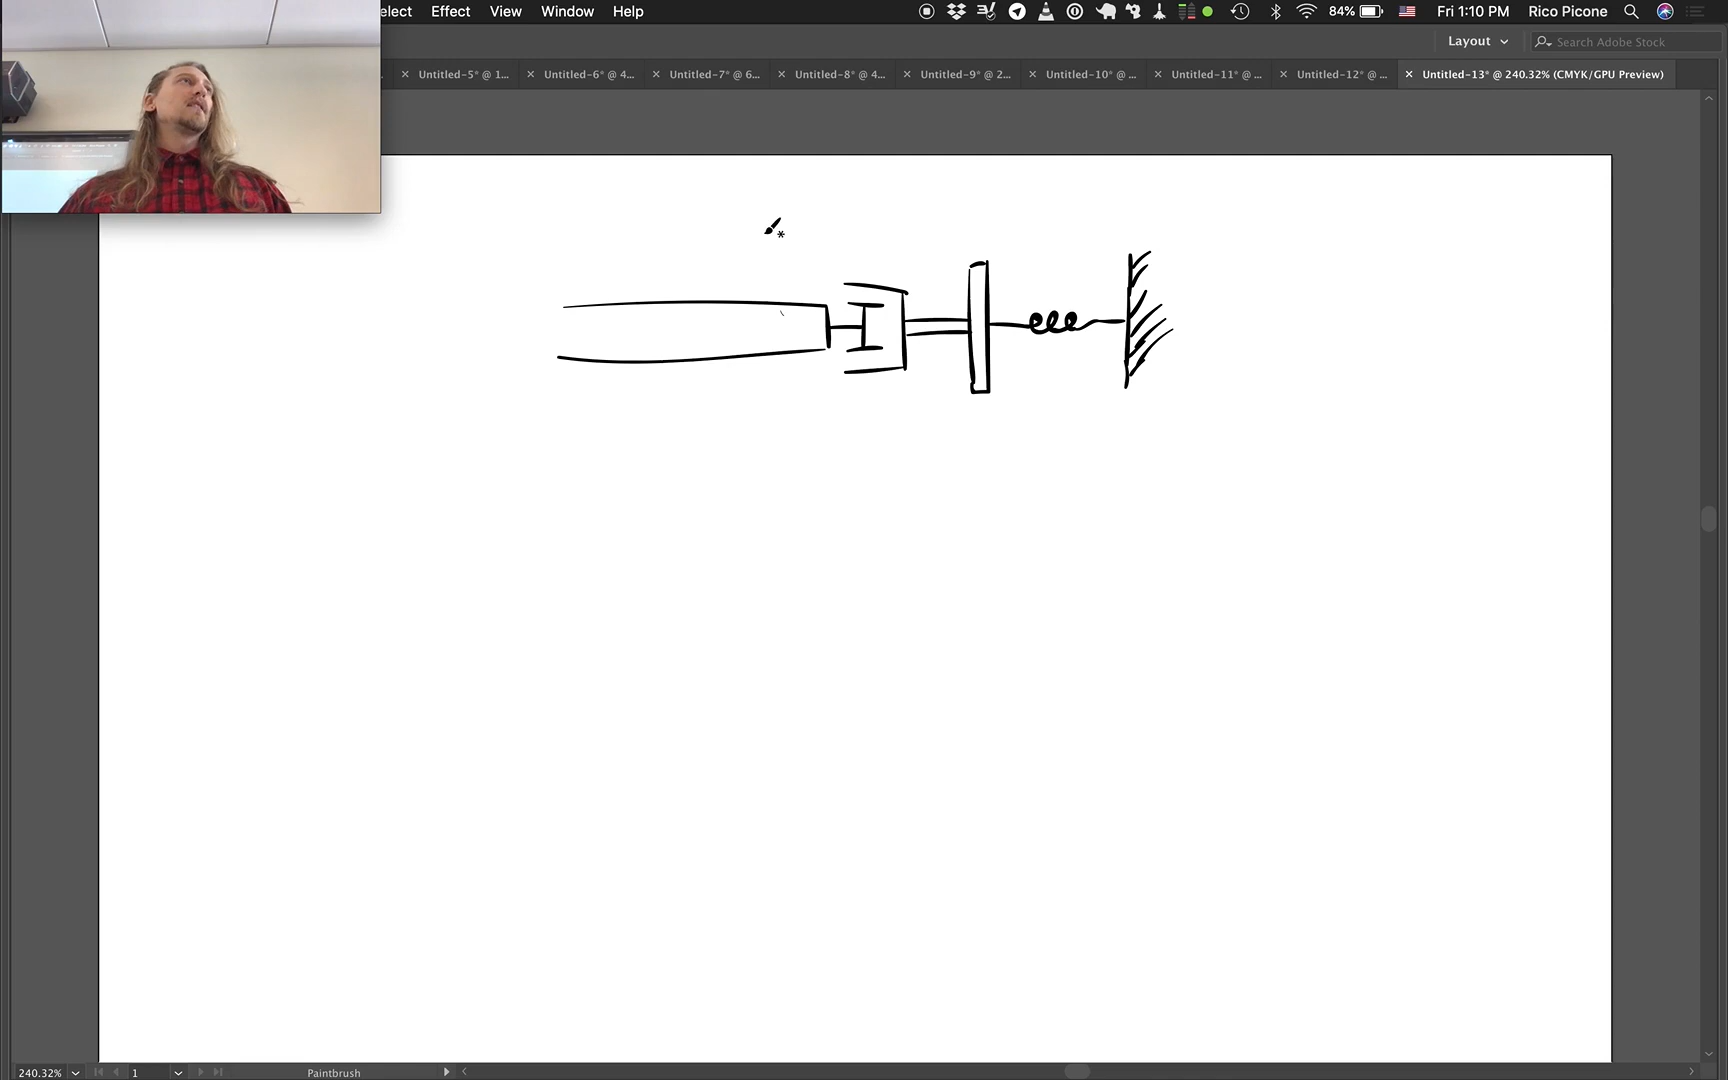 elect Effect View Window Help 84% Fri 1:10 PM Rico Picone
Layout Search Adobe Stock
Untitled-5* @ 1... Untitled-6* @ 4... Untitled-7* @ 6... Untitled-8* @ 4... Untitled-9* @ 2... Untitled-10* @ ... Untitled-11* @ ... Untitled-12* @ ... Untitled-13* @ 240.32% (CMYK/GPU Preview)
240.32% 1 Paintbrush